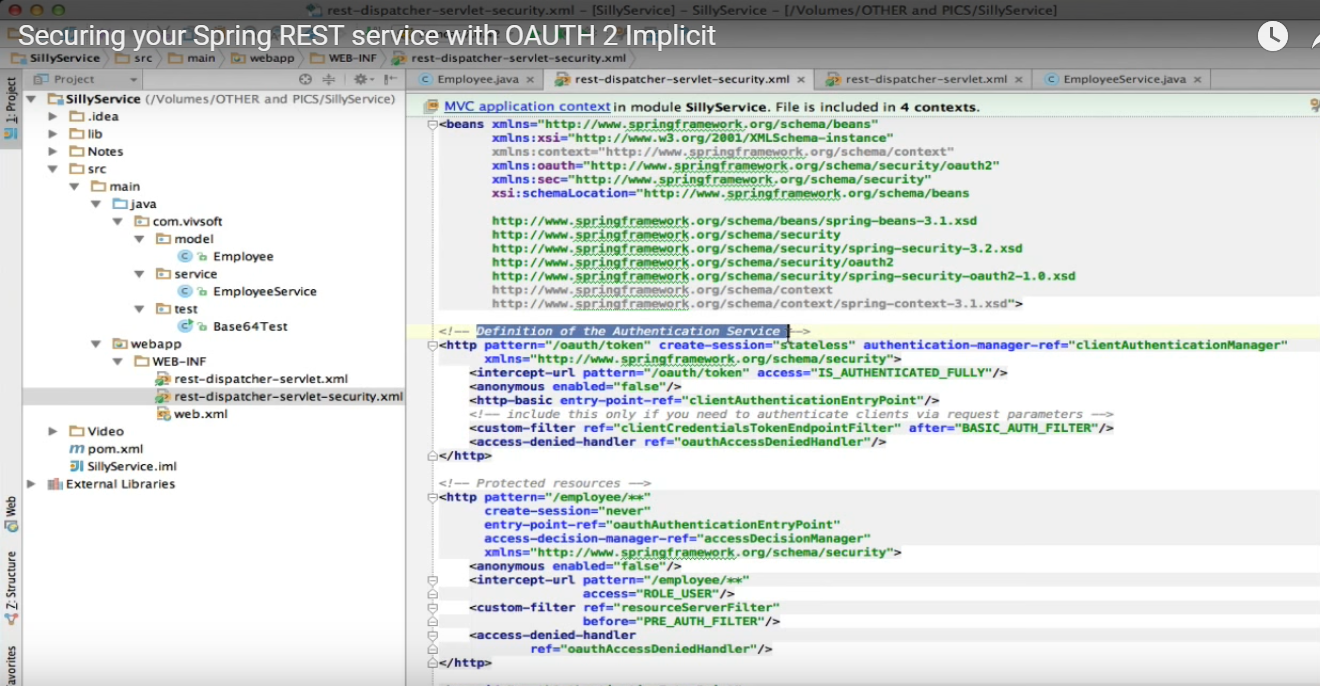 rest-dispatcher-servlet-security.xml - [SillyService] - SillyService - [/Volumes/OTHER and PICS/SillyService]
Securing your Spring REST service with OAUTH 2 Implicit
SillyService src main webapp WEB-INF rest-dispatcher-servlet-security.xml
1: Project
Project
Employee.java
rest-dispatcher-servlet-security.xml
rest-dispatcher-servlet.xml
EmployeeService.java
SillyService (/Volumes/OTHER and PICS/SillyService)
.idea
lib
Notes
src
main
java
com.vivsoft
model
Employee
service
EmployeeService
test
Base64Test
webapp
WEB-INF
rest-dispatcher-servlet.xml
rest-dispatcher-servlet-security.xml
web.xml
Video
pom.xml
SillyService.iml
External Libraries
Web
Z: Structure
MVC application context in module SillyService. File is included in 4 contexts.
<beans xmlns="http://www.springframework.org/schema/beans"
xmlns:xsi="http://www.w3.org/2001/XMLSchema-instance"
xmlns:context="http://www.springframework.org/schema/context"
xmlns:oauth="http://www.springframework.org/schema/security/oauth2"
xmlns:sec="http://www.springframework.org/schema/security"
xsi:schemaLocation="http://www.springframework.org/schema/beans
http://www.springframework.org/schema/beans/spring-beans-3.1.xsd
http://www.springframework.org/schema/security
http://www.springframework.org/schema/security/spring-security-3.2.xsd
http://www.springframework.org/schema/security/oauth2
http://www.springframework.org/schema/security/spring-security-oauth2-1.0.xsd
http://www.springframework.org/schema/context
http://www.springframework.org/schema/context/spring-context-3.1.xsd">
<!-- Definition of the Authentication Service -->
<http pattern="/oauth/token" create-session="stateless" authentication-manager-ref="clientAuthenticationManager"
xmlns="http://www.springframework.org/schema/security">
<intercept-url pattern="/oauth/token" access="IS_AUTHENTICATED_FULLY"/>
<anonymous enabled="false"/>
<http-basic entry-point-ref="clientAuthenticationEntryPoint"/>
<!-- include this only if you need to authenticate clients via request parameters -->
<custom-filter ref="clientCredentialsTokenEndpointFilter" after="BASIC_AUTH_FILTER"/>
<access-denied-handler ref="oauthAccessDeniedHandler"/>
</http>
<!-- Protected resources -->
<http pattern="/employee/**"
create-session="never"
entry-point-ref="oauthAuthenticationEntryPoint"
access-decision-manager-ref="accessDecisionManager"
xmlns="http://www.springframework.org/schema/security">
<anonymous enabled="false"/>
<intercept-url pattern="/employee/**"
access="ROLE_USER"/>
<custom-filter ref="resourceServerFilter"
before="PRE_AUTH_FILTER"/>
<access-denied-handler
ref="oauthAccessDeniedHandler"/>
</http>